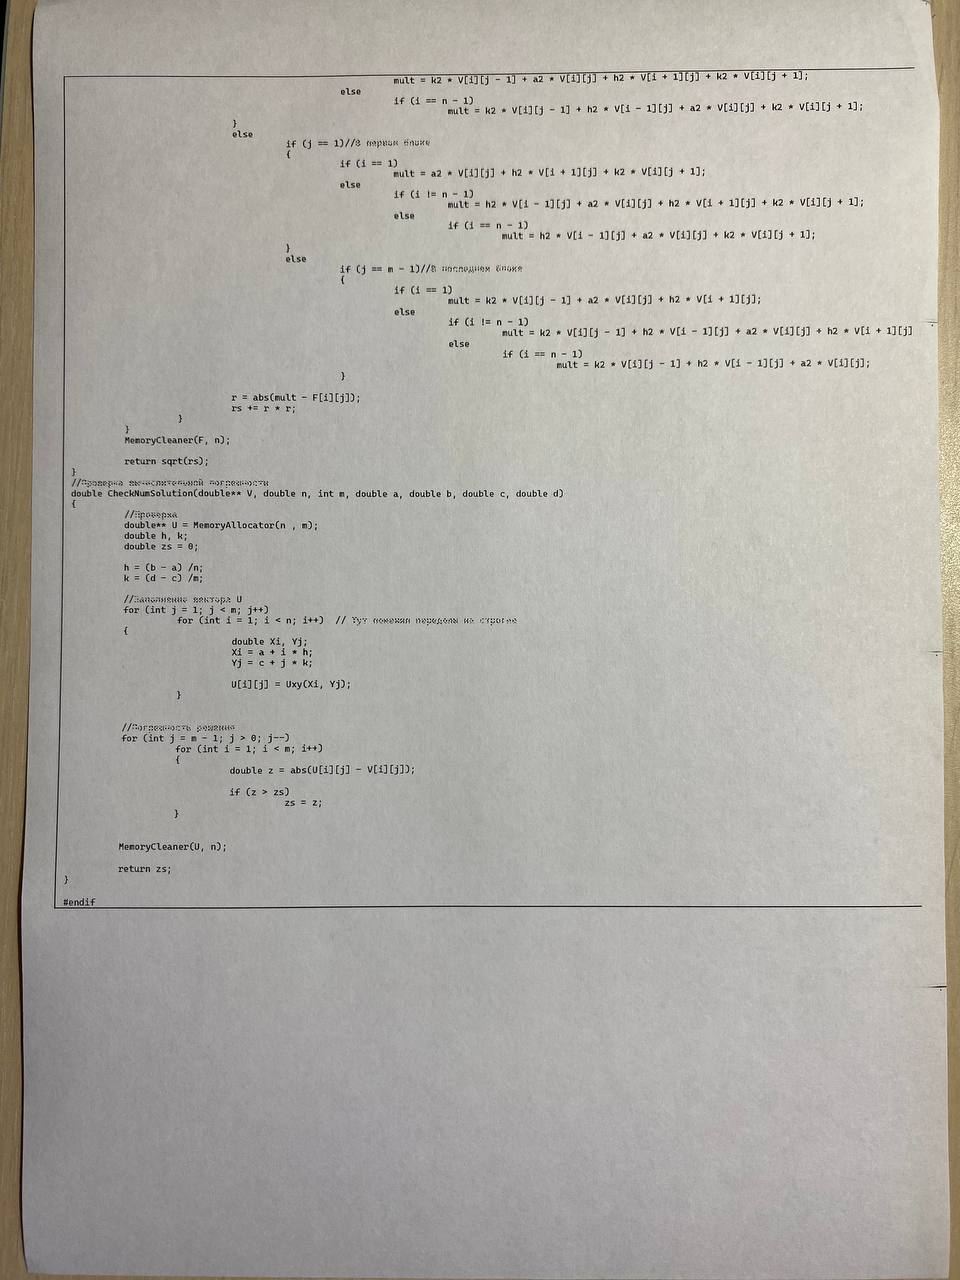 mult = k2 * V[i][j - 1] + a2 * V[i][j] + h2 * V[i + 1][j] + k2 * V[i][j + 1];
else
if (i == n - 1)
mult = k2 * V[i][j - 1] + h2 * V[i - 1][j] + a2 * V[i][j] + k2 * V[i][j + 1];
}
else
if (j == 1)//В первом блоке
{
if (i == 1)
mult = a2 * V[i][j] + h2 * V[i + 1][j] + k2 * V[i][j + 1];
else
if (i != n - 1)
mult = h2 * V[i - 1][j] + a2 * V[i][j] + h2 * V[i + 1][j] + k2 * V[i][j + 1];
else
if (i == n - 1)
mult = h2 * V[i - 1][j] + a2 * V[i][j] + k2 * V[i][j + 1];
}
else
if (j == m - 1)//В последнем блоке
{
if (i == 1)
mult = k2 * V[i][j - 1] + a2 * V[i][j] + h2 * V[i + 1][j];
else
if (i != n - 1)
mult = k2 * V[i][j - 1] + h2 * V[i - 1][j] + a2 * V[i][j] + h2 * V[i + 1][j]
else
if (i == n - 1)
mult = k2 * V[i][j - 1] + h2 * V[i - 1][j] + a2 * V[i][j];
}
r = abs(mult - F[i][j]);
rs += r * r;
}
}
MemoryCleaner(F, n);
return sqrt(rs);
}
//Проверка вычислительной погрешности
double CheckNumSolution(double** V, double n, int m, double a, double b, double c, double d)
{
//Проверка
double** U = MemoryAllocator(n , m);
double h, k;
double zs = 0;
h = (b - a) /n;
k = (d - c) /m;
//Заполнение вектора U
for (int j = 1; j < m; j++)
for (int i = 1; i < n; i++) // Тут поменял переделы на строгие
{
double Xi, Yj;
Xi = a + i * h;
Yj = c + j * k;
U[i][j] = Uxy(Xi, Yj);
}
//Погрешность решения
for (int j = m - 1; j > 0; j--)
for (int i = 1; i < m; i++)
{
double z = abs(U[i][j] - V[i][j]);
if (z > zs)
zs = z;
}
MemoryCleaner(U, n);
return zs;
}
#endif